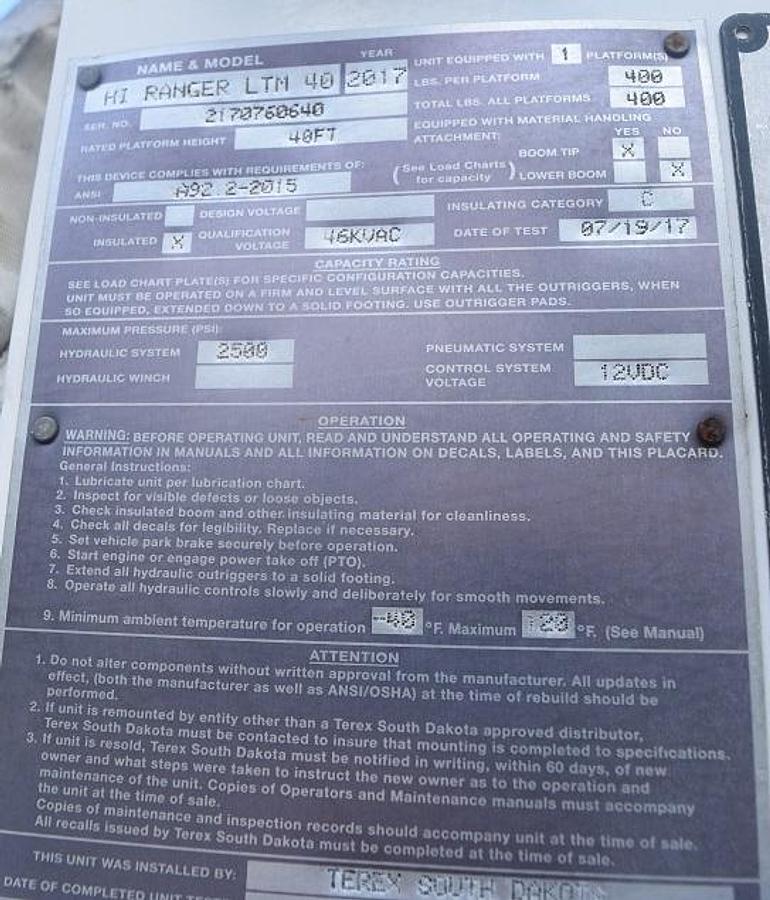 NAME & MODEL YEAR UNIT EQUIPPED WITH 1 PLATFORM(S)
HI RANGER LTM 40 2017 LBS. PER PLATFORM 400
SER. NO. 2170760640 TOTAL LBS. ALL PLATFORMS 400
RATED PLATFORM HEIGHT 40FT EQUIPPED WITH MATERIAL HANDLING
ATTACHMENT: YES NO
THIS DEVICE COMPLIES WITH REQUIREMENTS OF: (See Load Charts for capacity) BOOM TIP X
ANSI A92 2-2015 LOWER BOOM X
NON-INSULATED DESIGN VOLTAGE INSULATING CATEGORY C
INSULATED X QUALIFICATION VOLTAGE 46KVAC DATE OF TEST 07/19/17
CAPACITY RATING
SEE LOAD CHART PLATE(S) FOR SPECIFIC CONFIGURATION CAPACITIES.
UNIT MUST BE OPERATED ON A FIRM AND LEVEL SURFACE WITH ALL THE OUTRIGGERS, WHEN
SO EQUIPPED, EXTENDED DOWN TO A SOLID FOOTING. USE OUTRIGGER PADS.
MAXIMUM PRESSURE (PSI):
HYDRAULIC SYSTEM 2500 PNEUMATIC SYSTEM
HYDRAULIC WINCH CONTROL SYSTEM VOLTAGE 12VDC
OPERATION
WARNING: BEFORE OPERATING UNIT, READ AND UNDERSTAND ALL OPERATING AND SAFETY
INFORMATION IN MANUALS AND ALL INFORMATION ON DECALS, LABELS, AND THIS PLACARD.
General Instructions:
1. Lubricate unit per lubrication chart.
2. Inspect for visible defects or loose objects.
3. Check insulated boom and other insulating material for cleanliness.
4. Check all decals for legibility. Replace if necessary.
5. Set vehicle park brake securely before operation.
6. Start engine or engage power take off (PTO).
7. Extend all hydraulic outriggers to a solid footing.
8. Operate all hydraulic controls slowly and deliberately for smooth movements.
9. Minimum ambient temperature for operation -40 °F. Maximum 120 °F. (See Manual)
ATTENTION
1. Do not alter components without written approval from the manufacturer. All updates in
effect, (both the manufacturer as well as ANSI/OSHA) at the time of rebuild should be
performed.
2. If unit is remounted by entity other than a Terex South Dakota approved distributor,
Terex South Dakota must be contacted to insure that mounting is completed to specifications.
3. If unit is resold, Terex South Dakota must be notified in writing, within 60 days, of new
owner and what steps were taken to instruct the new owner as to the operation and
maintenance of the unit. Copies of Operators and Maintenance manuals must accompany
the unit at the time of sale.
Copies of maintenance and inspection records should accompany unit at the time of sale.
All recalls issued by Terex South Dakota must be completed at the time of sale.
THIS UNIT WAS INSTALLED BY: TEREX SOUTH DAKOTA
DATE OF COMPLETED UNIT